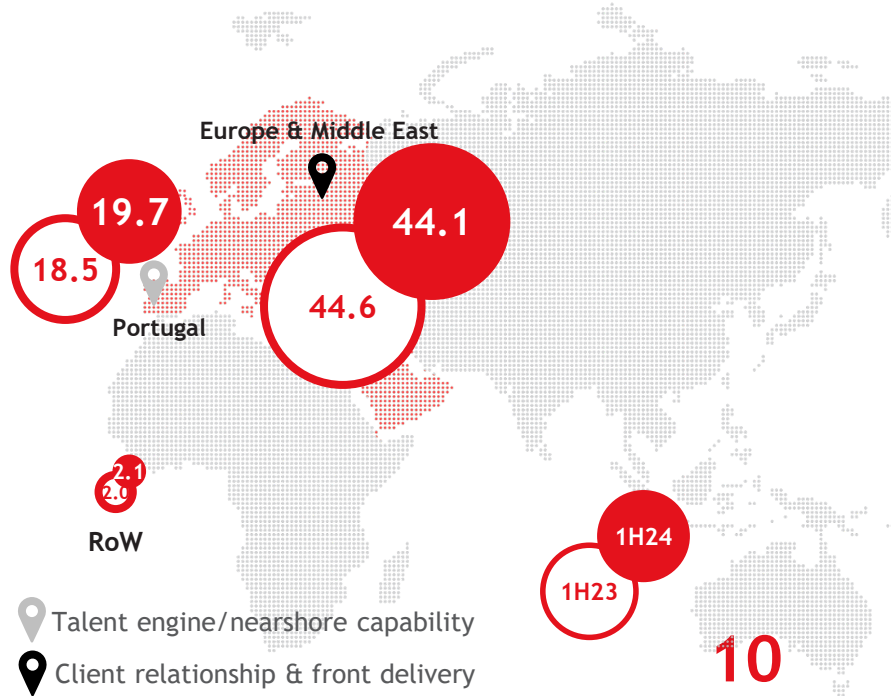 Europe & Middle East
19.7
44.1
18.5
44.6
Portugal
2.1
2.0
RoW
1H24
1H23
Talent engine/nearshore capability
Client relationship & front delivery
10